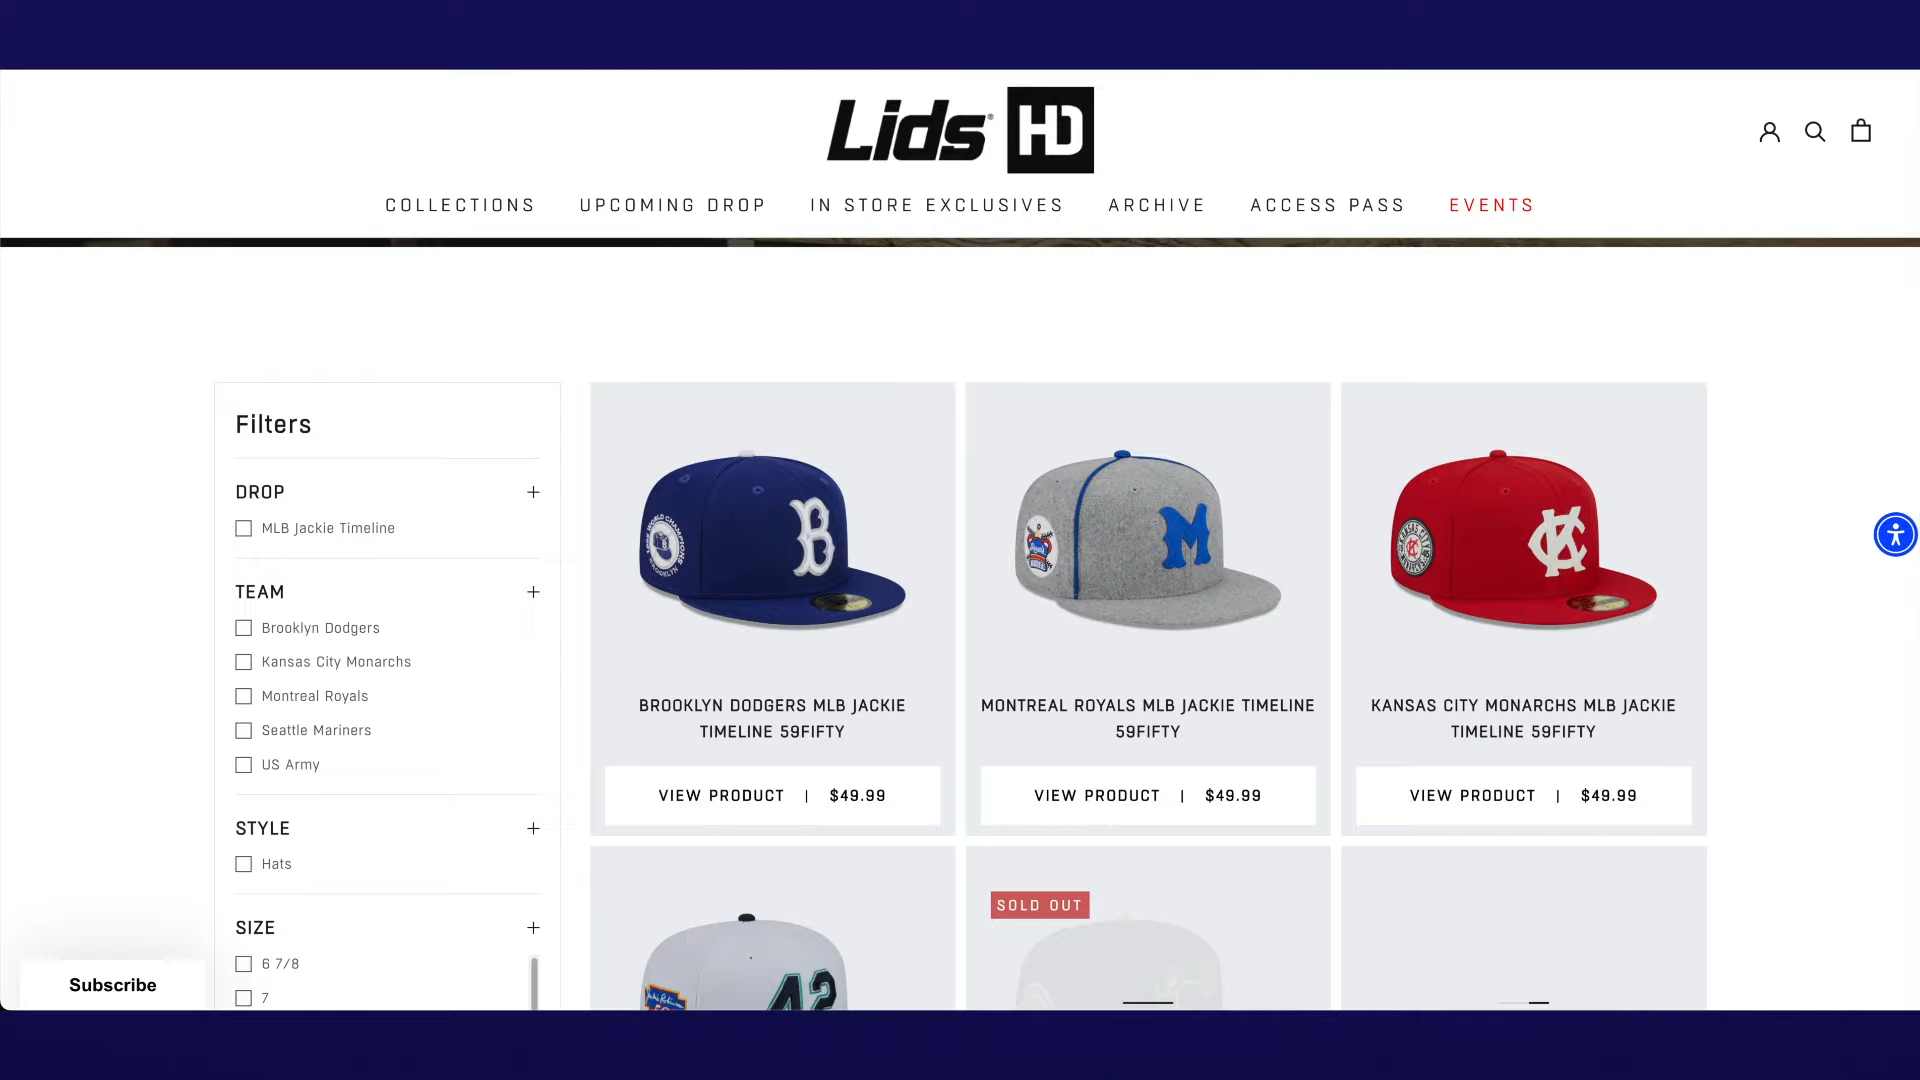 Lids HD
COLLECTIONS UPCOMING DROP IN STORE EXCLUSIVES ARCHIVE ACCESS PASS EVENTS
Filters
DROP
MLB Jackie Timeline
TEAM
Brooklyn Dodgers
Kansas City Monarchs
Montreal Royals
Seattle Mariners
US Army
STYLE
Hats
SIZE
6 7/8
7
Subscribe
B
BROOKLYN DODGERS MLB JACKIE
TIMELINE 59FIFTY
VIEW PRODUCT | $49.99
M
MONTREAL ROYALS MLB JACKIE TIMELINE
59FIFTY
VIEW PRODUCT | $49.99
KC
KANSAS CITY MONARCHS MLB JACKIE
TIMELINE 59FIFTY
VIEW PRODUCT | $49.99
42
SOLD OUT